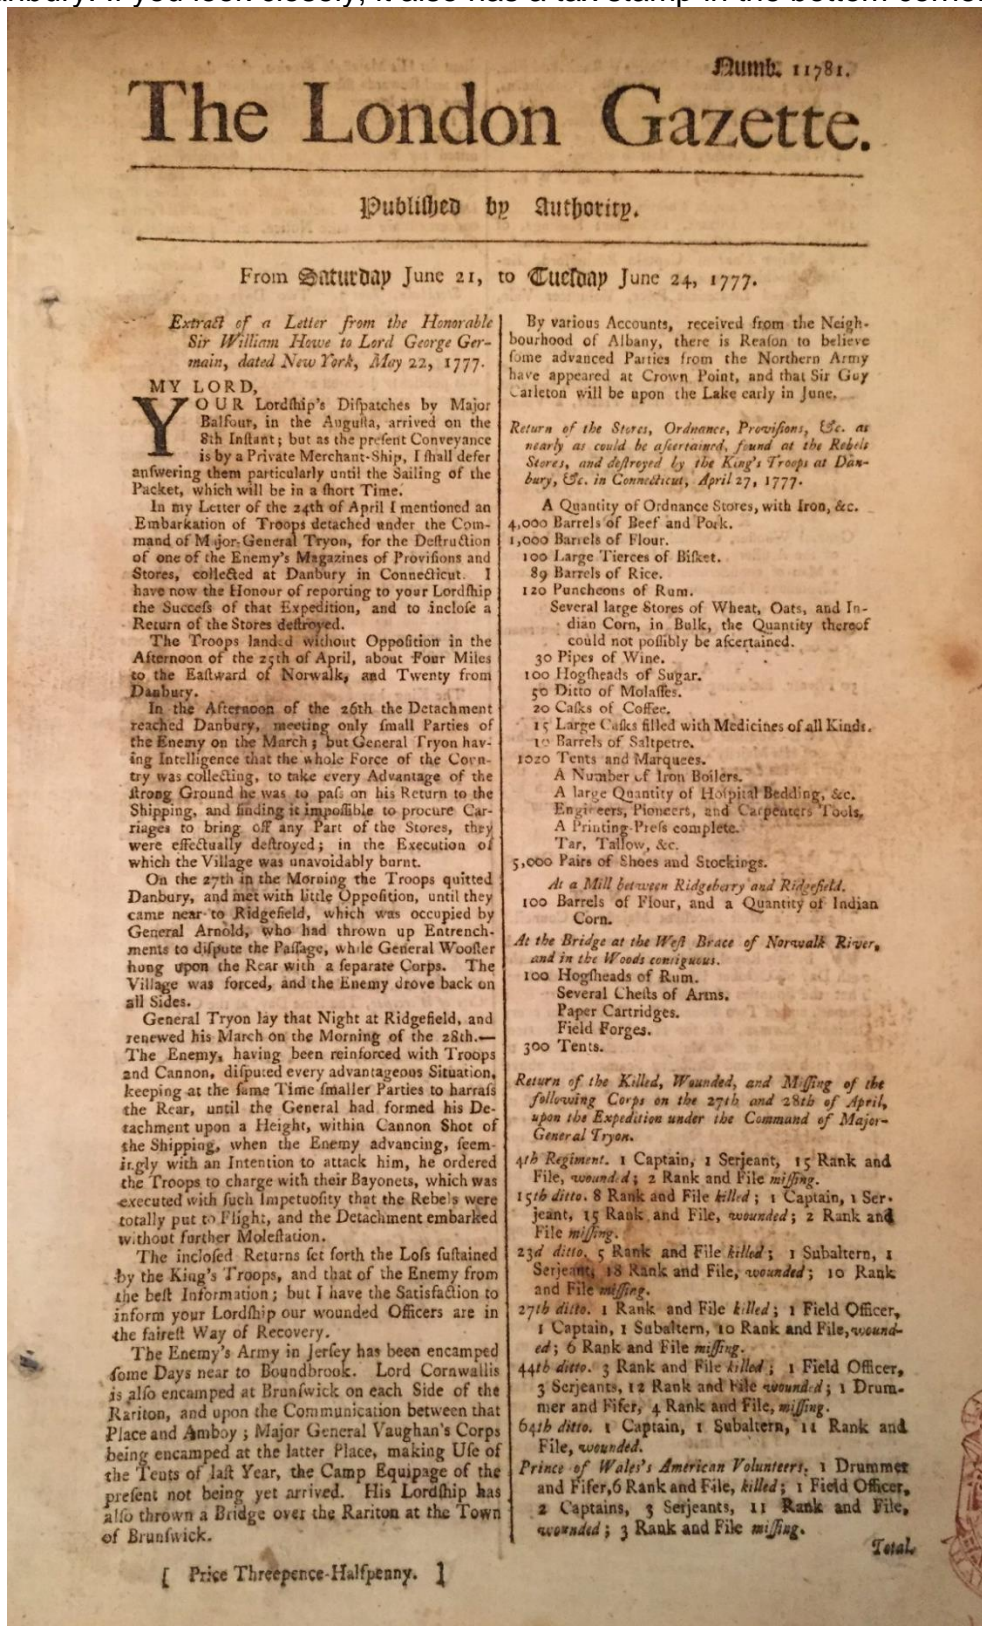 If you look closely, it also has a tax stamp in the bottom corner
Numb. 11781.
The London Gazette.
Publiſhed by Authority.
From Saturday June 21, to Tueſday June 24, 1777.
Extract of a Letter from the Honorable
Sir William Howe to Lord George Ger-
main, dated New York, May 22, 1777.
MY LORD,
YOUR Lordſhip's Diſpatches by Major
Balfour, in the Auguſta, arrived on the
8th Inſtant; but as the preſent Conveyance
is by a Private Merchant-Ship, I ſhall defer
anſwering them particularly until the Sailing of the
Packet, which will be in a ſhort Time.
In my Letter of the 24th of April I mentioned an
Embarkation of Troops detached under the Com-
mand of Major-General Tryon, for the Deſtruction
of one of the Enemy's Magazines of Proviſions and
Stores, collected at Danbury in Connecticut. I
have now the Honour of reporting to your Lordſhip
the Succeſs of that Expedition, and to incloſe a
Return of the Stores deſtroyed.
The Troops landed without Oppoſition in the
Afternoon of the 25th of April, about Four Miles
to the Eaſtward of Norwalk, and Twenty from
Danbury.
In the Afternoon of the 26th the Detachment
reached Danbury, meeting only ſmall Parties of
the Enemy on the March; but General Tryon hav-
ing Intelligence that the whole Force of the Coun-
try was collecting, to take every Advantage of the
ſtrong Ground he was to paſs on his Return to the
Shipping, and finding it impoſſible to procure Car-
riages to bring off any Part of the Stores, they
were effectually deſtroyed; in the Execution of
which the Village was unavoidably burnt.
On the 27th in the Morning the Troops quitted
Danbury, and met with little Oppoſition, until they
came near to Ridgefield, which was occupied by
General Arnold, who had thrown up Entrench-
ments to diſpute the Paſſage, while General Wooſter
hung upon the Rear with a ſeparate Corps. The
Village was forced, and the Enemy drove back on
all Sides.
General Tryon lay that Night at Ridgefield, and
renewed his March on the Morning of the 28th.—
The Enemy, having been reinforced with Troops
and Cannon, diſputed every advantageous Situation,
keeping at the ſame Time ſmaller Parties to harraſs
the Rear, until the General had formed his De-
tachment upon a Height, within Cannon Shot of
the Shipping, when the Enemy advancing, ſeem-
ingly with an Intention to attack him, he ordered
the Troops to charge with their Bayonets, which was
executed with ſuch Impetuoſity that the Rebels were
totally put to Flight, and the Detachment embarked
without further Moleſtation.
The incloſed Returns ſet forth the Loſs ſuſtained
by the King's Troops, and that of the Enemy from
the beſt Information; but I have the Satisfaction to
inform your Lordſhip our wounded Officers are in
the faireſt Way of Recovery.
The Enemy's Army in Jerſey has been encamped
ſome Days near to Boundbrook. Lord Cornwallis
is alſo encamped at Brunſwick on each Side of the
Rariton, and upon the Communication between that
Place and Amboy; Major General Vaughan's Corps
being encamped at the latter Place, making Uſe of
the Tents of laſt Year, the Camp Equipage of the
preſent not being yet arrived. His Lordſhip has
alſo thrown a Bridge over the Rariton at the Town
of Brunſwick.
[ Price Threepence-Halfpenny. ]
By various Accounts, received from the Neigh-
bourhood of Albany, there is Reaſon to believe
ſome advanced Parties from the Northern Army
have appeared at Crown Point, and that Sir Guy
Carleton will be upon the Lake early in June.
Return of the Stores, Ordnance, Proviſions, &c. as
nearly as could be aſcertained, found at the Rebels
Stores, and deſtroyed by the King's Troops at Dan-
bury, &c. in Connecticut, April 27, 1777.
A Quantity of Ordnance Stores, with Iron, &c.
4,000 Barrels of Beef and Pork.
1,000 Barrels of Flour.
100 Large Tierces of Biſket.
89 Barrels of Rice.
120 Puncheons of Rum.
Several large Stores of Wheat, Oats, and In-
dian Corn, in Bulk, the Quantity thereof
could not poſſibly be aſcertained.
30 Pipes of Wine.
100 Hogſheads of Sugar.
50 Ditto of Molaſſes.
20 Caſks of Coffee.
15 Large Caſks filled with Medicines of all Kinds.
10 Barrels of Saltpetre.
1020 Tents and Marquees.
A Number of Iron Boilers.
A large Quantity of Hoſpital Bedding, &c.
Engineers, Pioneers, and Carpenters Tools.
A Printing-Preſs complete.
Tar, Tallow, &c.
5,000 Pairs of Shoes and Stockings.
At a Mill between Ridgeberry and Ridgefield.
100 Barrels of Flour, and a Quantity of Indian
Corn.
At the Bridge at the Weſt Brace of Norwalk River,
and in the Woods contiguous.
100 Hogſheads of Rum.
Several Cheſts of Arms.
Paper Cartridges.
Field Forges.
300 Tents.
Return of the Killed, Wounded, and Miſſing of the
following Corps on the 27th and 28th of April,
upon the Expedition under the Command of Major-
General Tryon.
4th Regiment. 1 Captain, 1 Serjeant, 15 Rank and
File, wounded; 2 Rank and File miſſing.
15th ditto. 8 Rank and File killed; 1 Captain, 1 Ser-
jeant, 15 Rank and File, wounded; 2 Rank and
File miſſing.
23d ditto. 5 Rank and File killed; 1 Subaltern, 1
Serjeant, 18 Rank and File, wounded; 10 Rank
and File miſſing.
27th ditto. 1 Rank and File killed; 1 Field Officer,
1 Captain, 1 Subaltern, 10 Rank and File, wound-
ed; 6 Rank and File miſſing.
44th ditto. 3 Rank and File killed; 1 Field Officer,
3 Serjeants, 12 Rank and File wounded; 1 Drum-
mer and Fifer, 4 Rank and File, miſſing.
64th ditto. 1 Captain, 1 Subaltern, 11 Rank and
File, wounded.
Prince of Wales's American Volunteers. 1 Drummer
and Fifer, 6 Rank and File, killed; 1 Field Officer,
2 Captains, 3 Serjeants, 11 Rank and File,
wounded; 3 Rank and File miſſing.
Total.